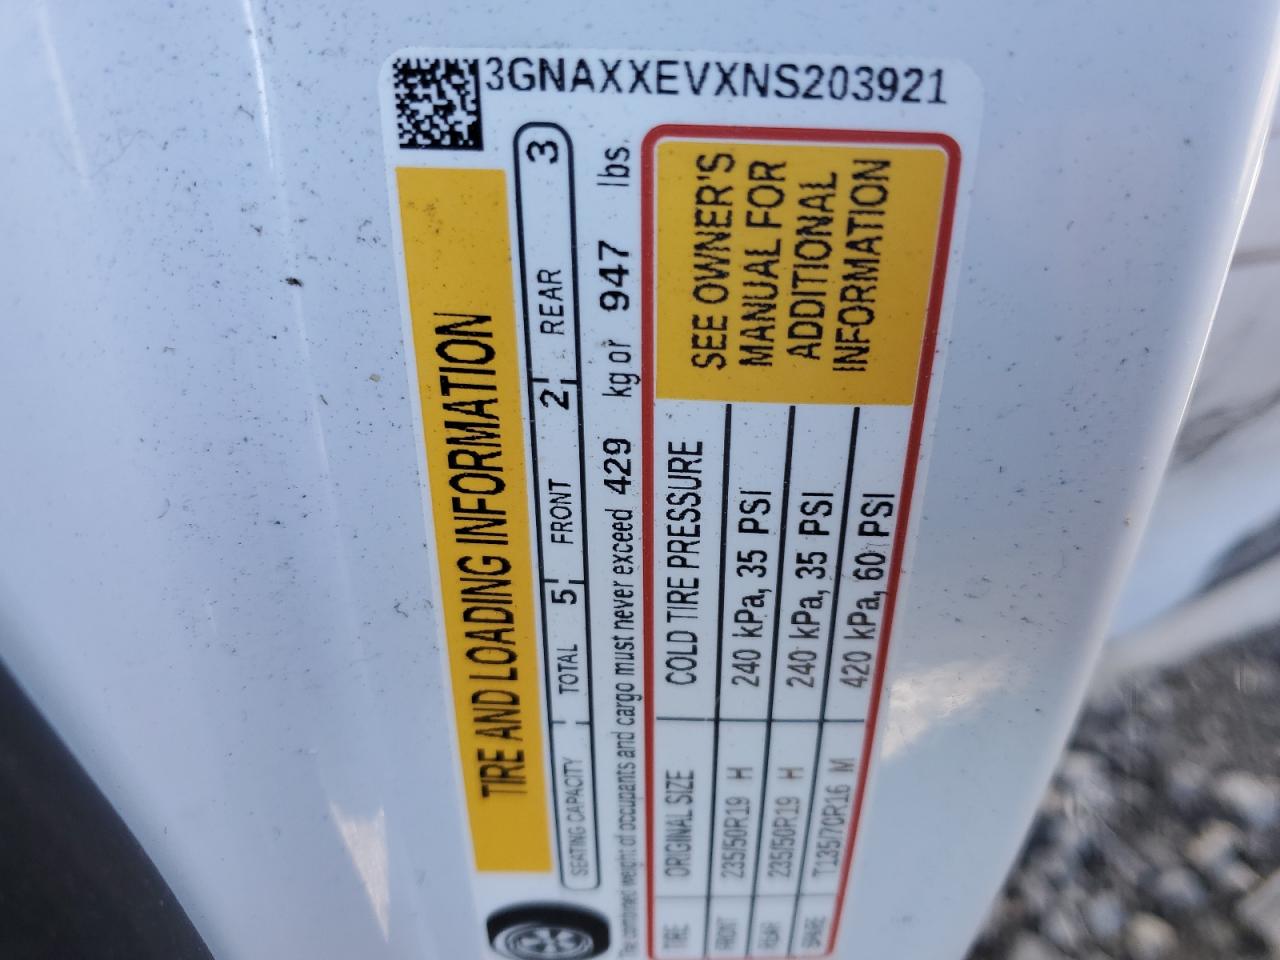 3GNAXXEVXNS203921
TIRE AND LOADING INFORMATION
SEATING CAPACITY TOTAL 5 FRONT 2 REAR 3
The combined weight of occupants and cargo must never exceed 429 kg or 947 lbs.
TIRE ORIGINAL SIZE COLD TIRE PRESSURE
FRONT 235/50R19 H 240 kPa, 35 PSI
REAR 235/50R19 H 240 kPa, 35 PSI
SPARE T135/70R16 M 420 kPa, 60 PSI
SEE OWNER'S
MANUAL FOR
ADDITIONAL
INFORMATION